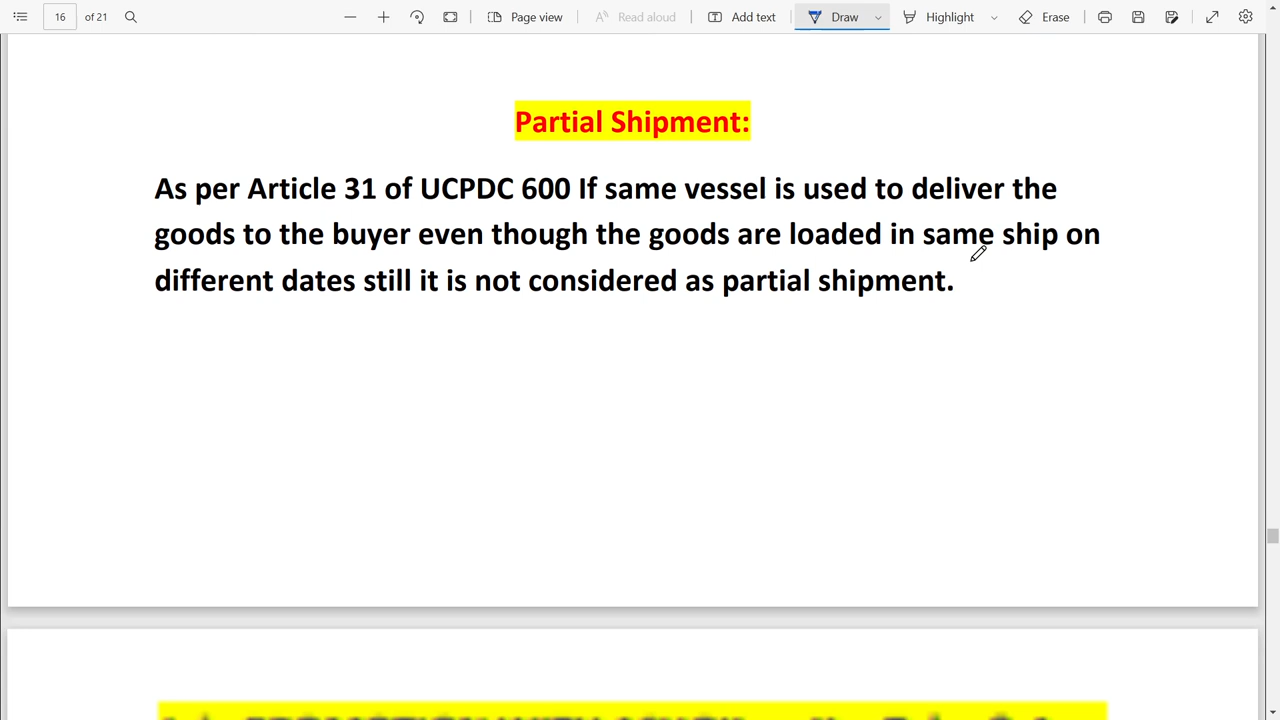 16 of 21
Page view
Read aloud
Add text
Draw
Highlight
Erase
Partial Shipment:
As per Article 31 of UCPDC 600 If same vessel is used to deliver the
goods to the buyer even though the goods are loaded in same ship on
different dates still it is not considered as partial shipment.